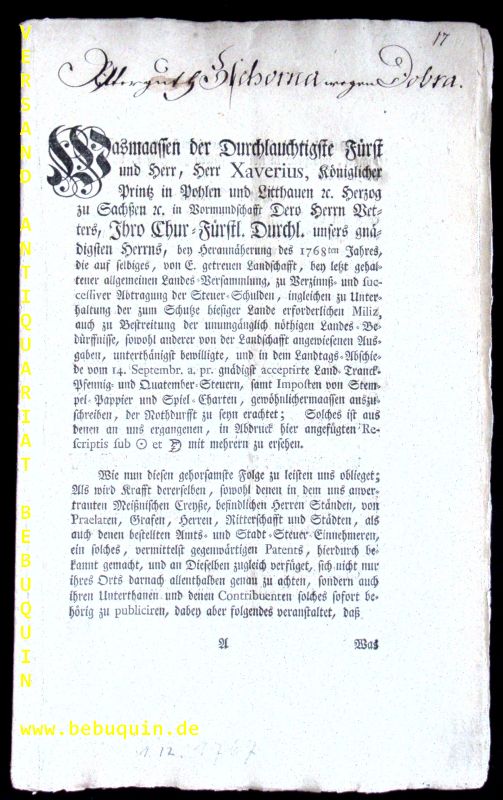 17
Ritterguth Zschorna wegen Dobra.
Wasmaassen der Durchlauchtigste Fürst
und Herr, Herr Xaverius, Königlicher
Printz in Pohlen und Litthauen ꝛc. Herzog
zu Sachßen ꝛc. in Vormundschafft Dero Herrn Vet-
ters, Ihro Chur-Fürstl. Durchl. unsers gnä-
digsten Herrns, bey Herannäherung des 1768ten Jahres,
die auf selbiges, von E. getreuen Landschafft, bey letzt gehal-
tener allgemeinen Landes-Versammlung, zu Verzinnß- und suc-
cessiver Abtragung der Steuer-Schulden, ingleichen zu Unter-
haltung der zum Schutze hiesiger Lande erforderlichen Miliz,
auch zu Bestreitung der unumgänglich nöthigen Landes-Be-
dürffnisse, sowohl anderer von der Landschafft angewiesenen Aus-
gaben, unterthänigst bewilligte, und in dem Landtags-Abschie-
de vom 14. Septembr. a. pr. gnädigst acceptirte Land-Tranck-
Pfennig- und Quatember-Steuern, samt Imposten von Stem-
pel-Pappier und Spiel-Charten, gewöhnlichermaassen auszu-
schreiben, der Nothdurfft zu seyn erachtet; Solches ist aus
denen an uns ergangenen, in Abdruck hier angefügten Re-
scriptis sub ☉ et ☽ mit mehrern zu ersehen.
Wie nun diesen gehorsamste Folge zu leisten uns oblieget;
Als wird Krafft dererselben, sowohl denen in dem uns anver-
trauten Meißnischen Creyße, befindlichen Herren Ständen, von
Praelaten, Grafen, Herren, Ritterschafft und Städten, als
auch denen bestellten Amts- und Stadt-Steuer-Einnehmeren,
ein solches, vermittelst gegenwärtigen Patents, hierdurch be-
kannt gemacht, und an Dieselben zugleich verfüget, sich nicht nur
ihres Orts darnach allenthalben genau zu achten, sondern auch
ihren Unterthanen und denen Contribuenten solches sofort be-
hörig zu publiciren, dabey aber folgendes veranstaltet, daß
A Was
1.12.1767
VERSAND ANTIQUARIAT BEBUQUIN
www.bebuquin.de